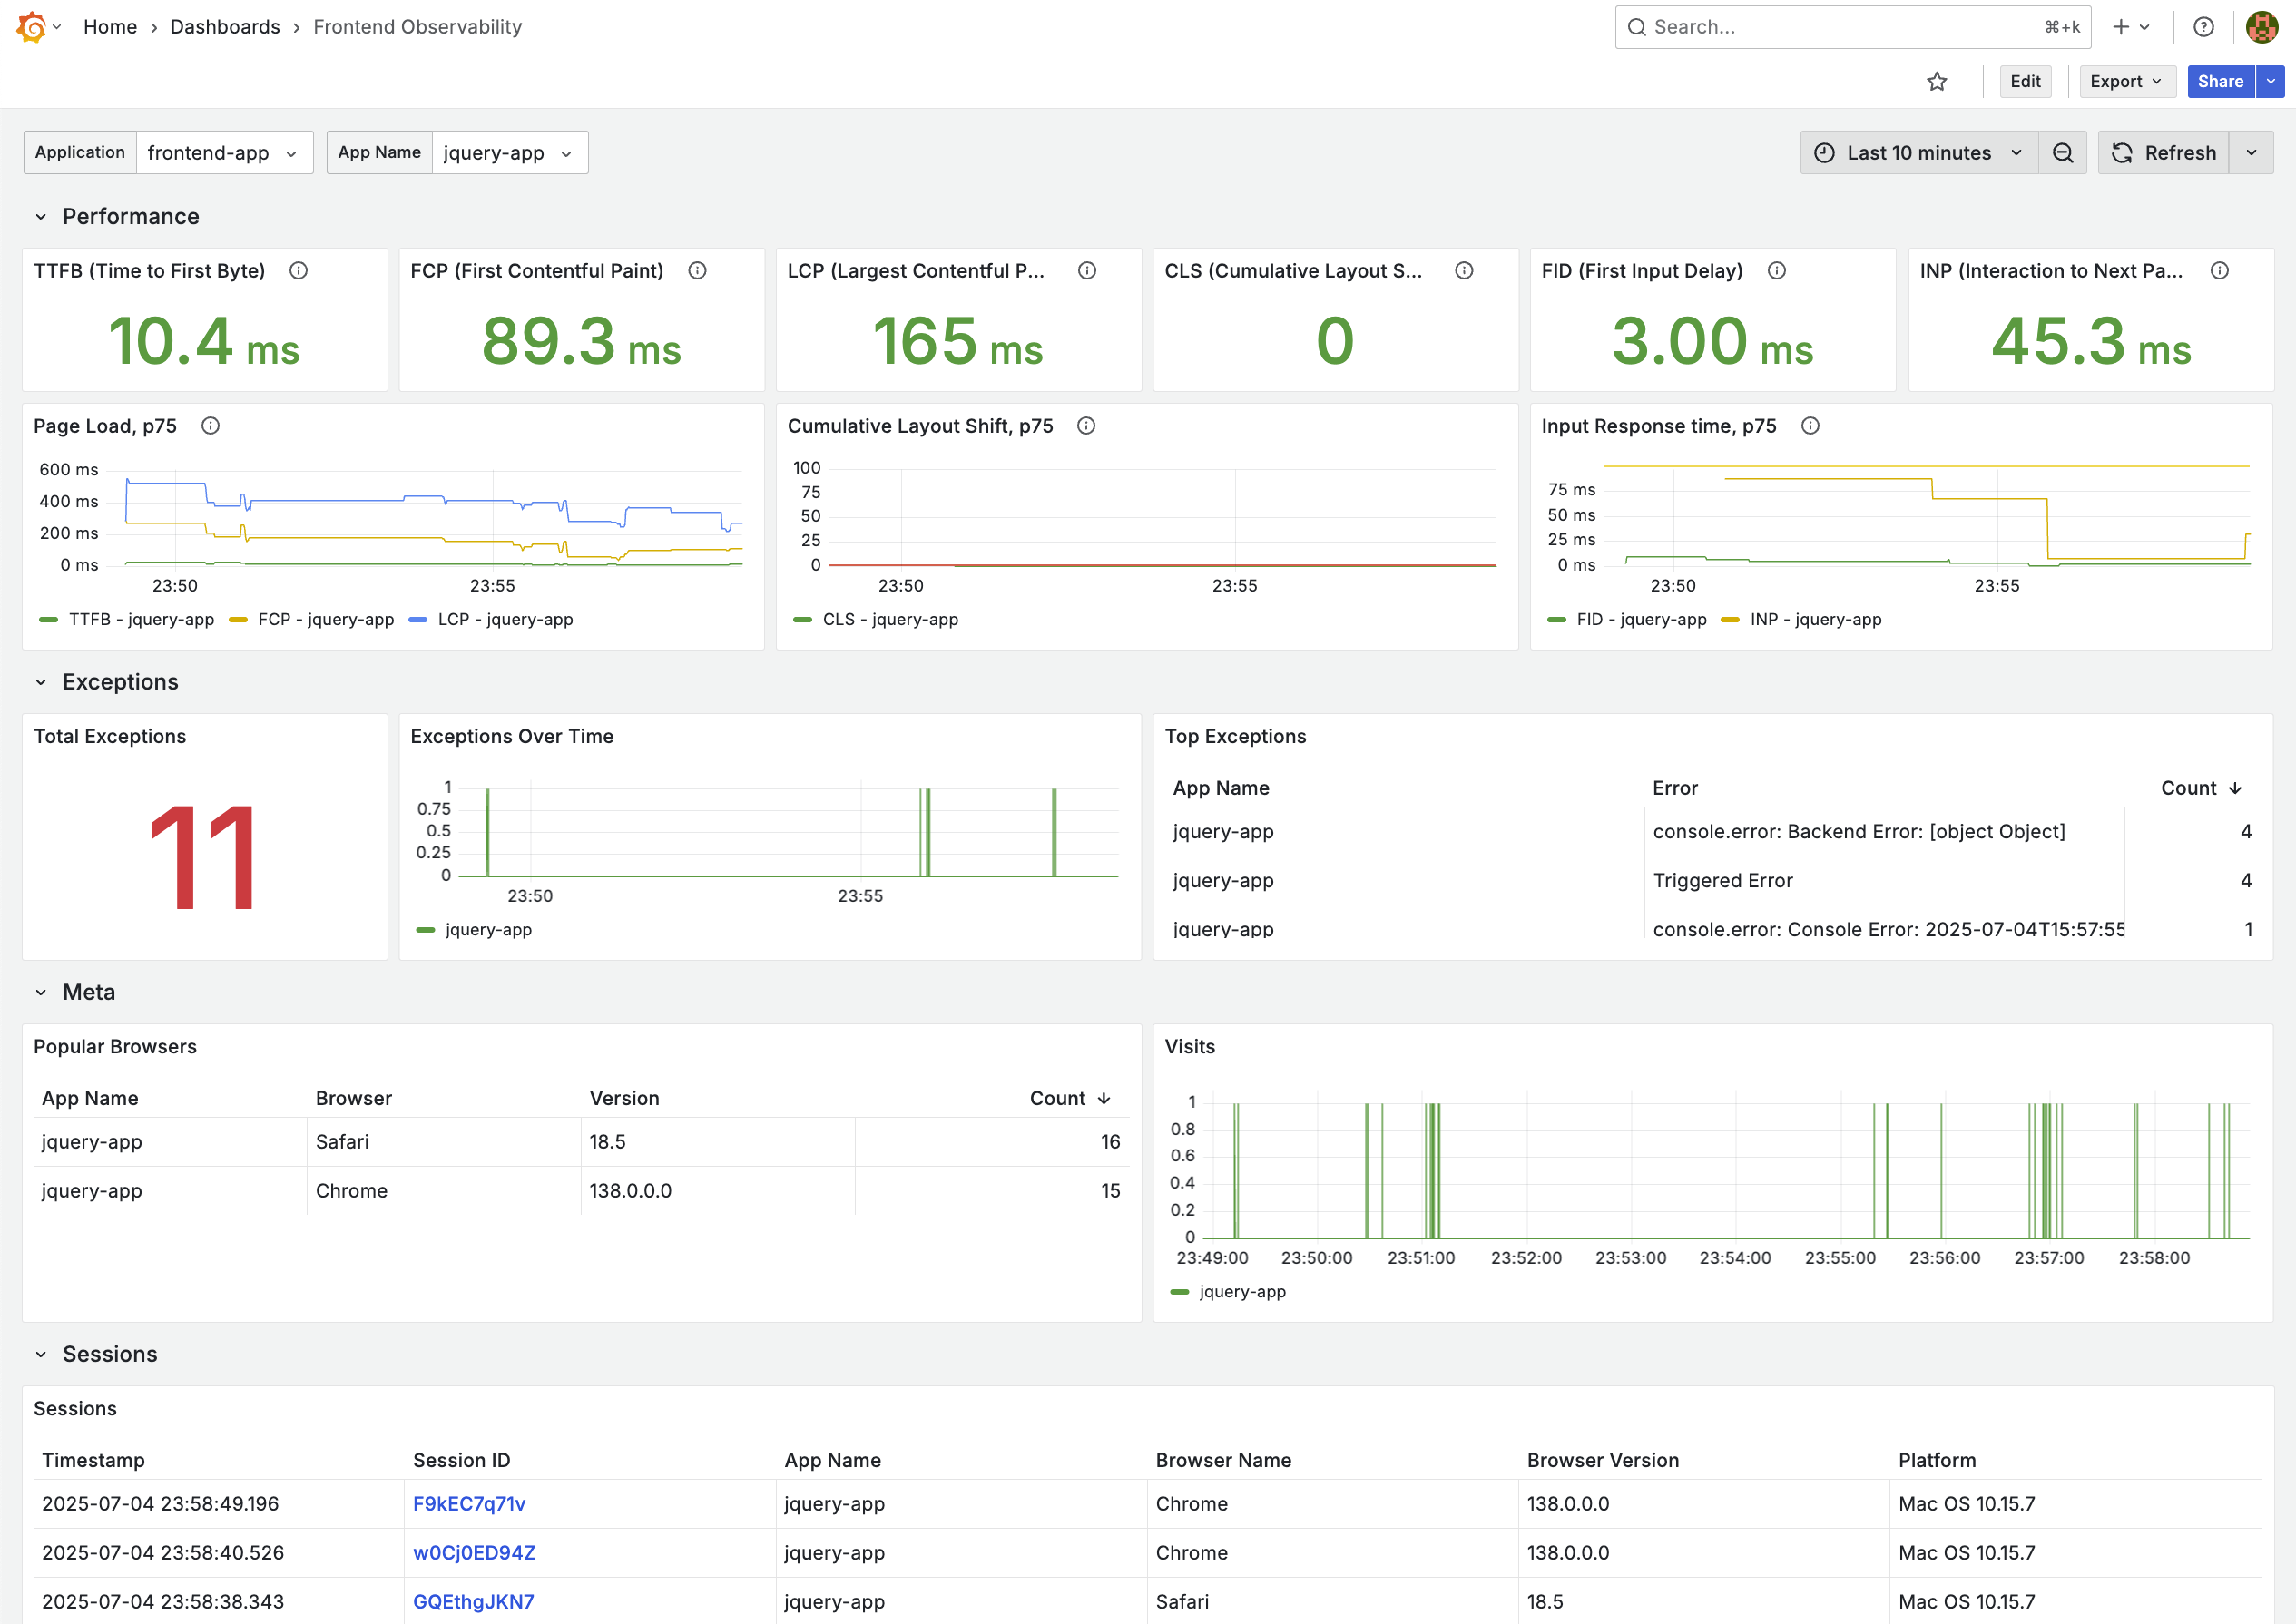 Home › Dashboards › Frontend Observability
Search...
⌘+k
Edit
Export
Share
Application
frontend-app
App Name
jquery-app
Last 10 minutes
Refresh
Performance
TTFB (Time to First Byte)
10.4 ms
FCP (First Contentful Paint)
89.3 ms
LCP (Largest Contentful P...
165 ms
CLS (Cumulative Layout S...
0
FID (First Input Delay)
3.00 ms
INP (Interaction to Next Pa...
45.3 ms
Page Load, p75
600 ms
400 ms
200 ms
0 ms
23:50 23:55
TTFB - jquery-app FCP - jquery-app LCP - jquery-app
Cumulative Layout Shift, p75
100
75
50
25
0
23:50 23:55
CLS - jquery-app
Input Response time, p75
75 ms
50 ms
25 ms
0 ms
23:50 23:55
FID - jquery-app INP - jquery-app
Exceptions
Total Exceptions
11
Exceptions Over Time
1
0.75
0.5
0.25
0
23:50 23:55
jquery-app
Top Exceptions
App Name Error Count
jquery-app console.error: Backend Error: [object Object] 4
jquery-app Triggered Error 4
jquery-app console.error: Console Error: 2025-07-04T15:57:55 1
Meta
Popular Browsers
App Name Browser Version Count
jquery-app Safari 18.5 16
jquery-app Chrome 138.0.0.0 15
Visits
1
0.8
0.6
0.4
0.2
0
23:49:00 23:50:00 23:51:00 23:52:00 23:53:00 23:54:00 23:55:00 23:56:00 23:57:00 23:58:00
jquery-app
Sessions
Sessions
Timestamp Session ID App Name Browser Name Browser Version Platform
2025-07-04 23:58:49.196 F9kEC7q71v jquery-app Chrome 138.0.0.0 Mac OS 10.15.7
2025-07-04 23:58:40.526 w0Cj0ED94Z jquery-app Chrome 138.0.0.0 Mac OS 10.15.7
2025-07-04 23:58:38.343 GQEthgJKN7 jquery-app Safari 18.5 Mac OS 10.15.7